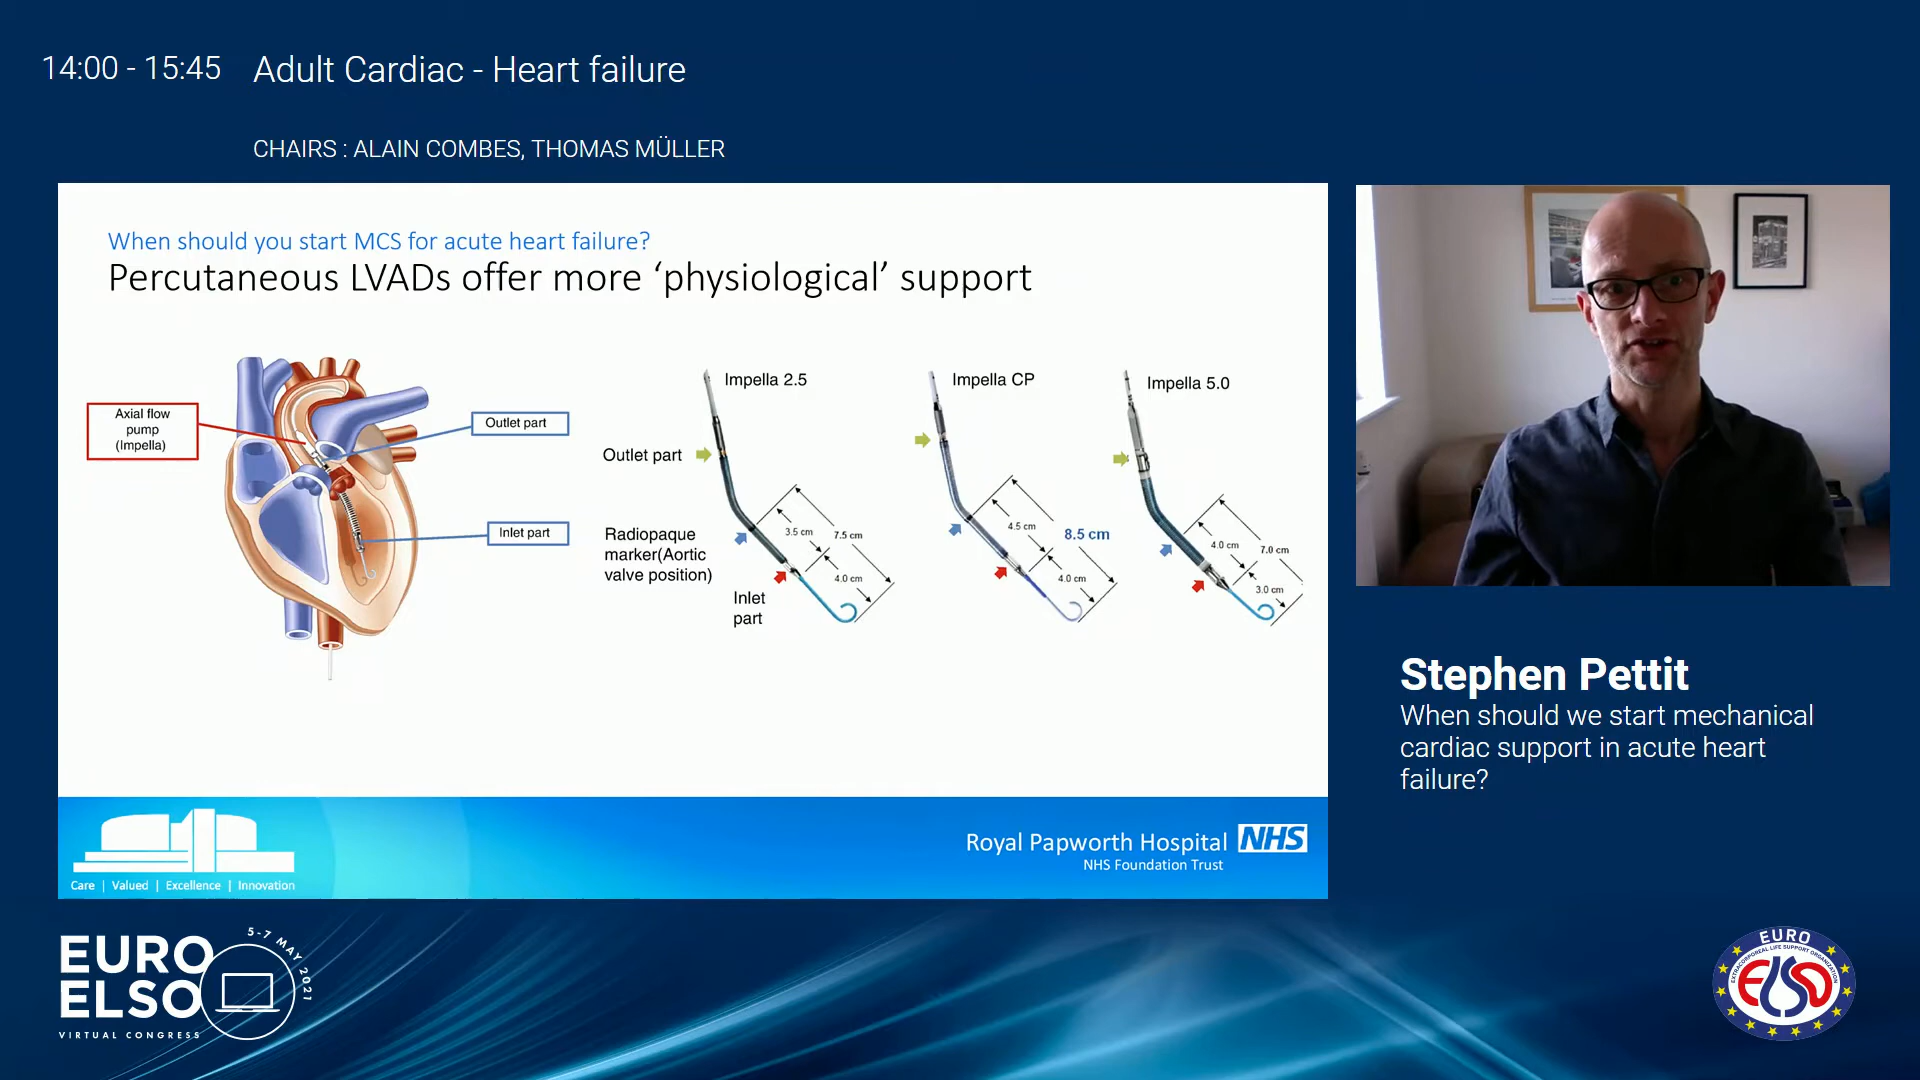 14:00 - 15:45 Adult Cardiac - Heart failure
CHAIRS : ALAIN COMBES, THOMAS MÜLLER
When should you start MCS for acute heart failure?
Percutaneous LVADs offer more ‘physiological’ support
Axial flow
pump
(Impella)
Outlet part
Inlet part
Impella 2.5
Impella CP
Impella 5.0
Outlet part
Radiopaque
marker(Aortic
valve position)
Inlet
part
3.5 cm
7.5 cm
4.0 cm
4.5 cm
8.5 cm
4.0 cm
4.0 cm
7.0 cm
3.0 cm
Care | Valued | Excellence | Innovation
Royal Papworth Hospital NHS
NHS Foundation Trust
Stephen Pettit
When should we start mechanical
cardiac support in acute heart
failure?
EURO
ELSO
VIRTUAL CONGRESS
5-7 MAY 2021
EURO
EXTRACORPOREAL LIFE SUPPORT ORGANIZATION
ELSO